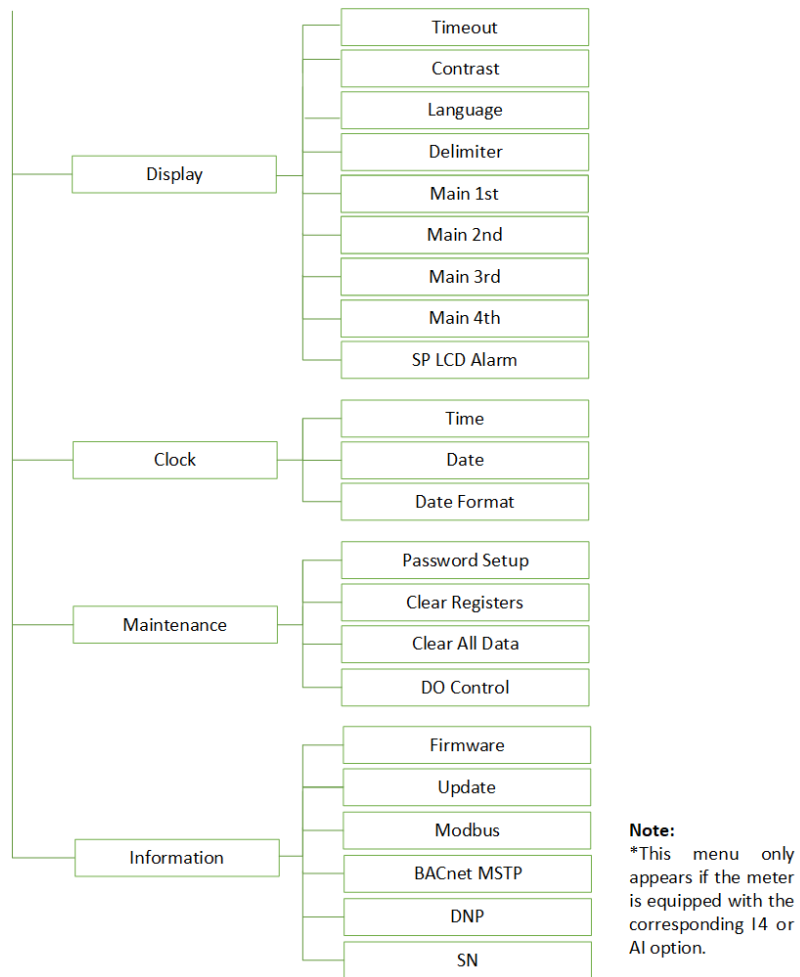 Timeout
Contrast
Language
Delimiter
Display
Main 1st
Main 2nd
Main 3rd
Main 4th
SP LCD Alarm
Time
Clock
Date
Date Format
Password Setup
Clear Registers
Maintenance
Clear All Data
DO Control
Firmware
Update
Modbus
Information
BACnet MSTP
DNP
SN
Note:
*This menu only
appears if the meter
is equipped with the
corresponding I4 or
AI option.